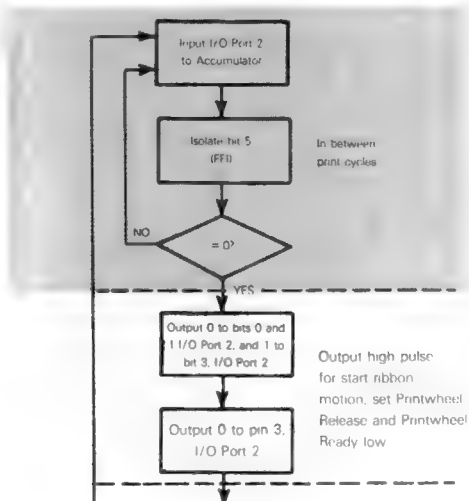 Input I/O Port 2
to Accumulator
Isolate bit 5
(FFI)
In between
print cycles
NO
= 0?
YES
Output 0 to bits 0 and
1 I/O Port 2, and 1 to
bit 3, I/O Port 2
Output high pulse
for start ribbon
motion, set Printwheel
Release and Printwheel
Ready low
Output 0 to pin 3,
I/O Port 2